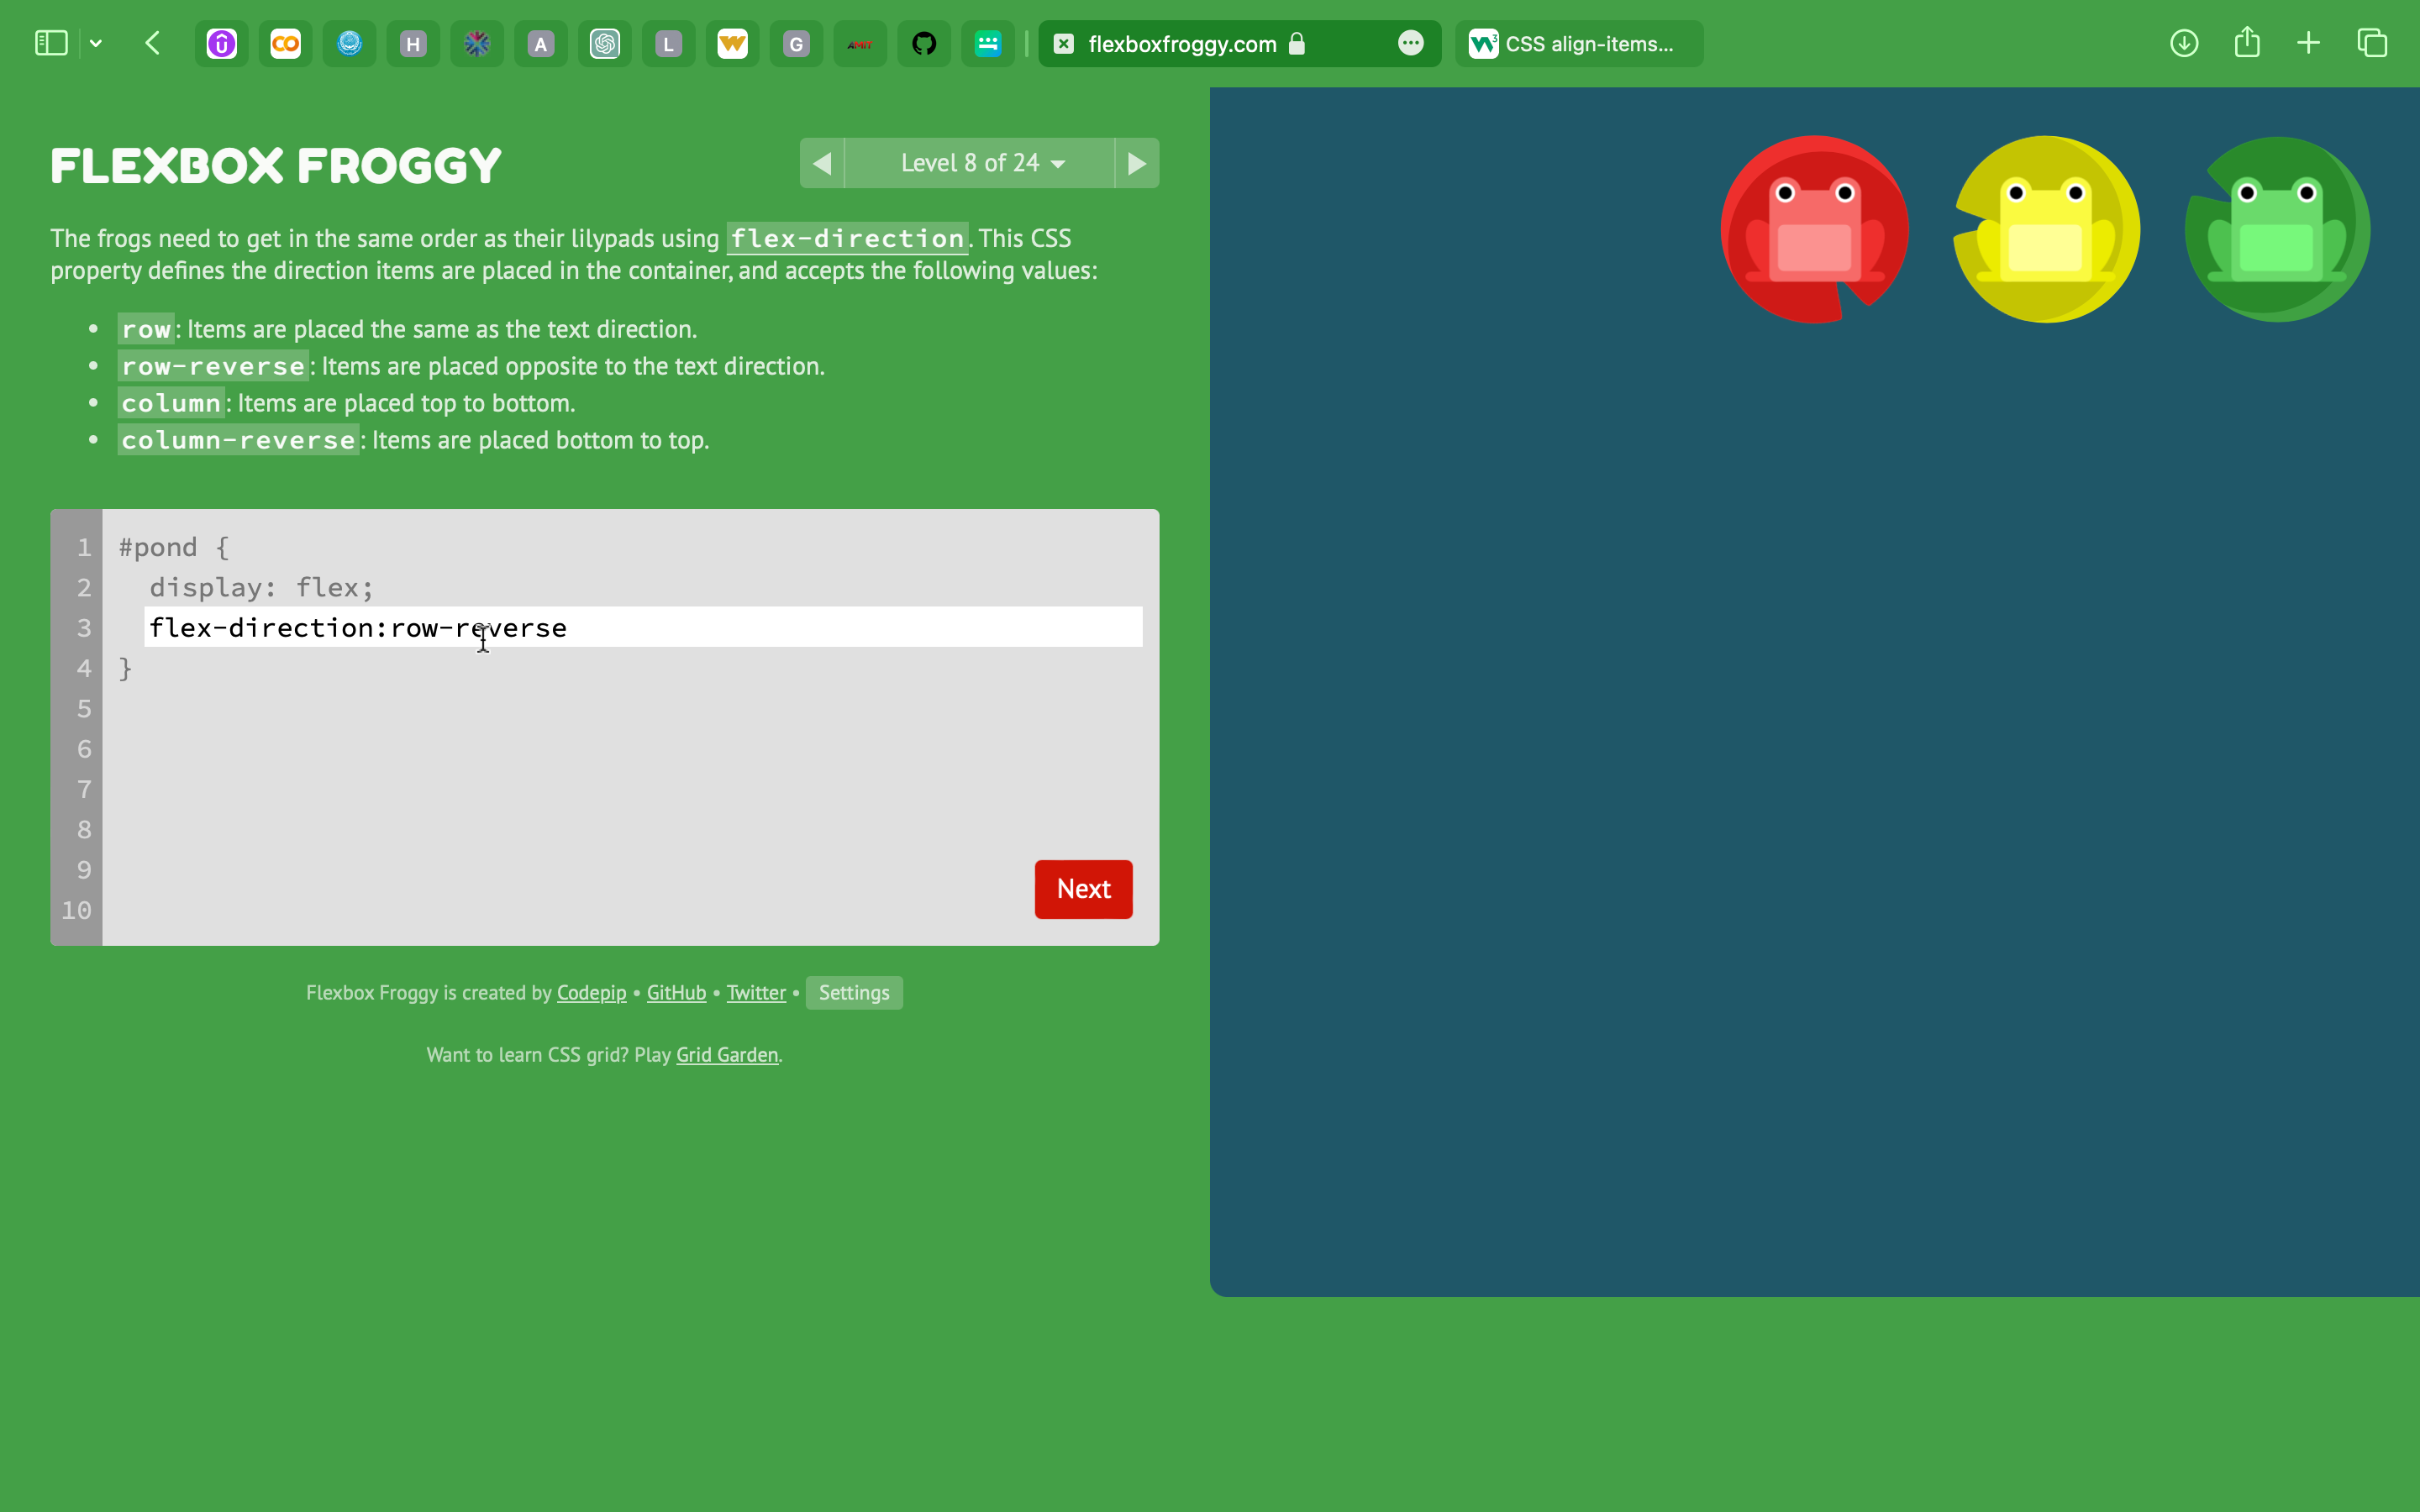 H
A
L
G
AMIT
flexboxfroggy.com
W3
CSS align-items...
FLEXBOX FROGGY
Level 8 of 24
The frogs need to get in the same order as their lilypads using flex-direction. This CSS
property defines the direction items are placed in the container, and accepts the following values:
• row: Items are placed the same as the text direction.
• row-reverse: Items are placed opposite to the text direction.
• column: Items are placed top to bottom.
• column-reverse: Items are placed bottom to top.
1 #pond {
2 display: flex;
3 flex-direction:row-reverse
4 }
5
6
7
8
9
10
Next
Flexbox Froggy is created by Codepip • GitHub • Twitter • Settings
Want to learn CSS grid? Play Grid Garden.